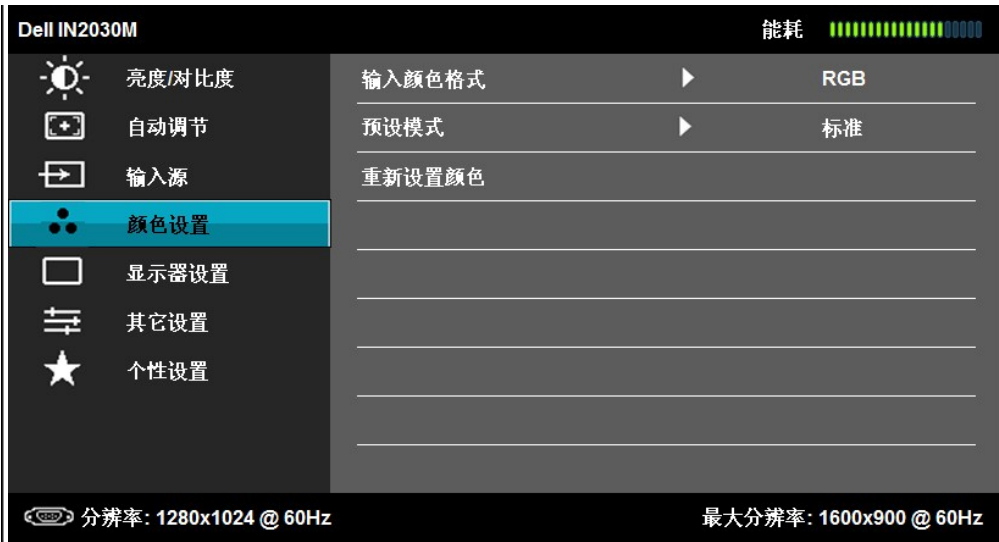 Dell IN2030M 能耗
亮度/对比度 输入颜色格式 RGB
自动调节 预设模式 标准
输入源 重新设置颜色
颜色设置
显示器设置
其它设置
个性设置
分辨率: 1280x1024 @ 60Hz 最大分辨率: 1600x900 @ 60Hz